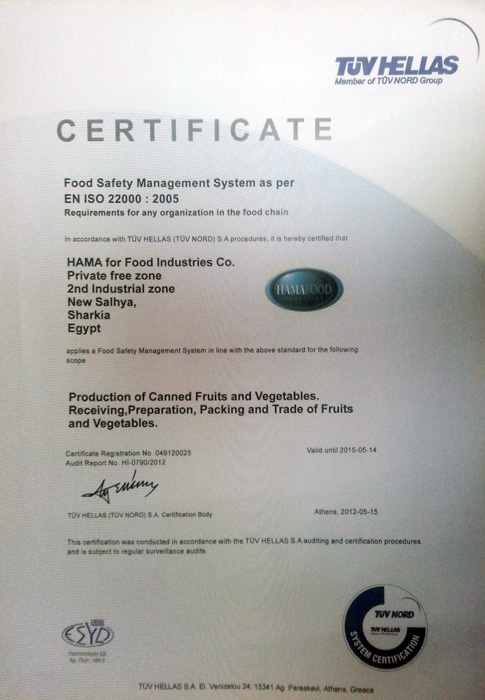 TÜV HELLAS
Member of TÜV NORD Group
CERTIFICATE
Food Safety Management System as per
EN ISO 22000 : 2005
Requirements for any organization in the food chain
In accordance with TÜV HELLAS (TÜV NORD) S.A procedures, it is hereby certified that
HAMA for Food Industries Co.
Private free zone
2nd Industrial zone
New Salhya,
Sharkia
Egypt
HAMAFOOD
applies a Food Safety Management System in line with the above standard for the following
scope
Production of Canned Fruits and Vegetables.
Receiving,Preparation, Packing and Trade of Fruits
and Vegetables.
Certificate Registration No. 049120025
Audit Report No. HI-0790/2012
Valid until 2015-05-14
TÜV HELLAS (TÜV NORD) S.A. Certification Body
Athens, 2012-05-15
This certification was conducted in accordance with the TÜV HELLAS S.A auditing and certification procedures
and is subject to regular surveillance audits.
ESYD
TÜV NORD
TÜV HELLAS
SYSTEM CERTIFICATION
TÜV HELLAS S.A. El. Venizelou 24, 15341 Ag. Paraskevi, Athens, Greece